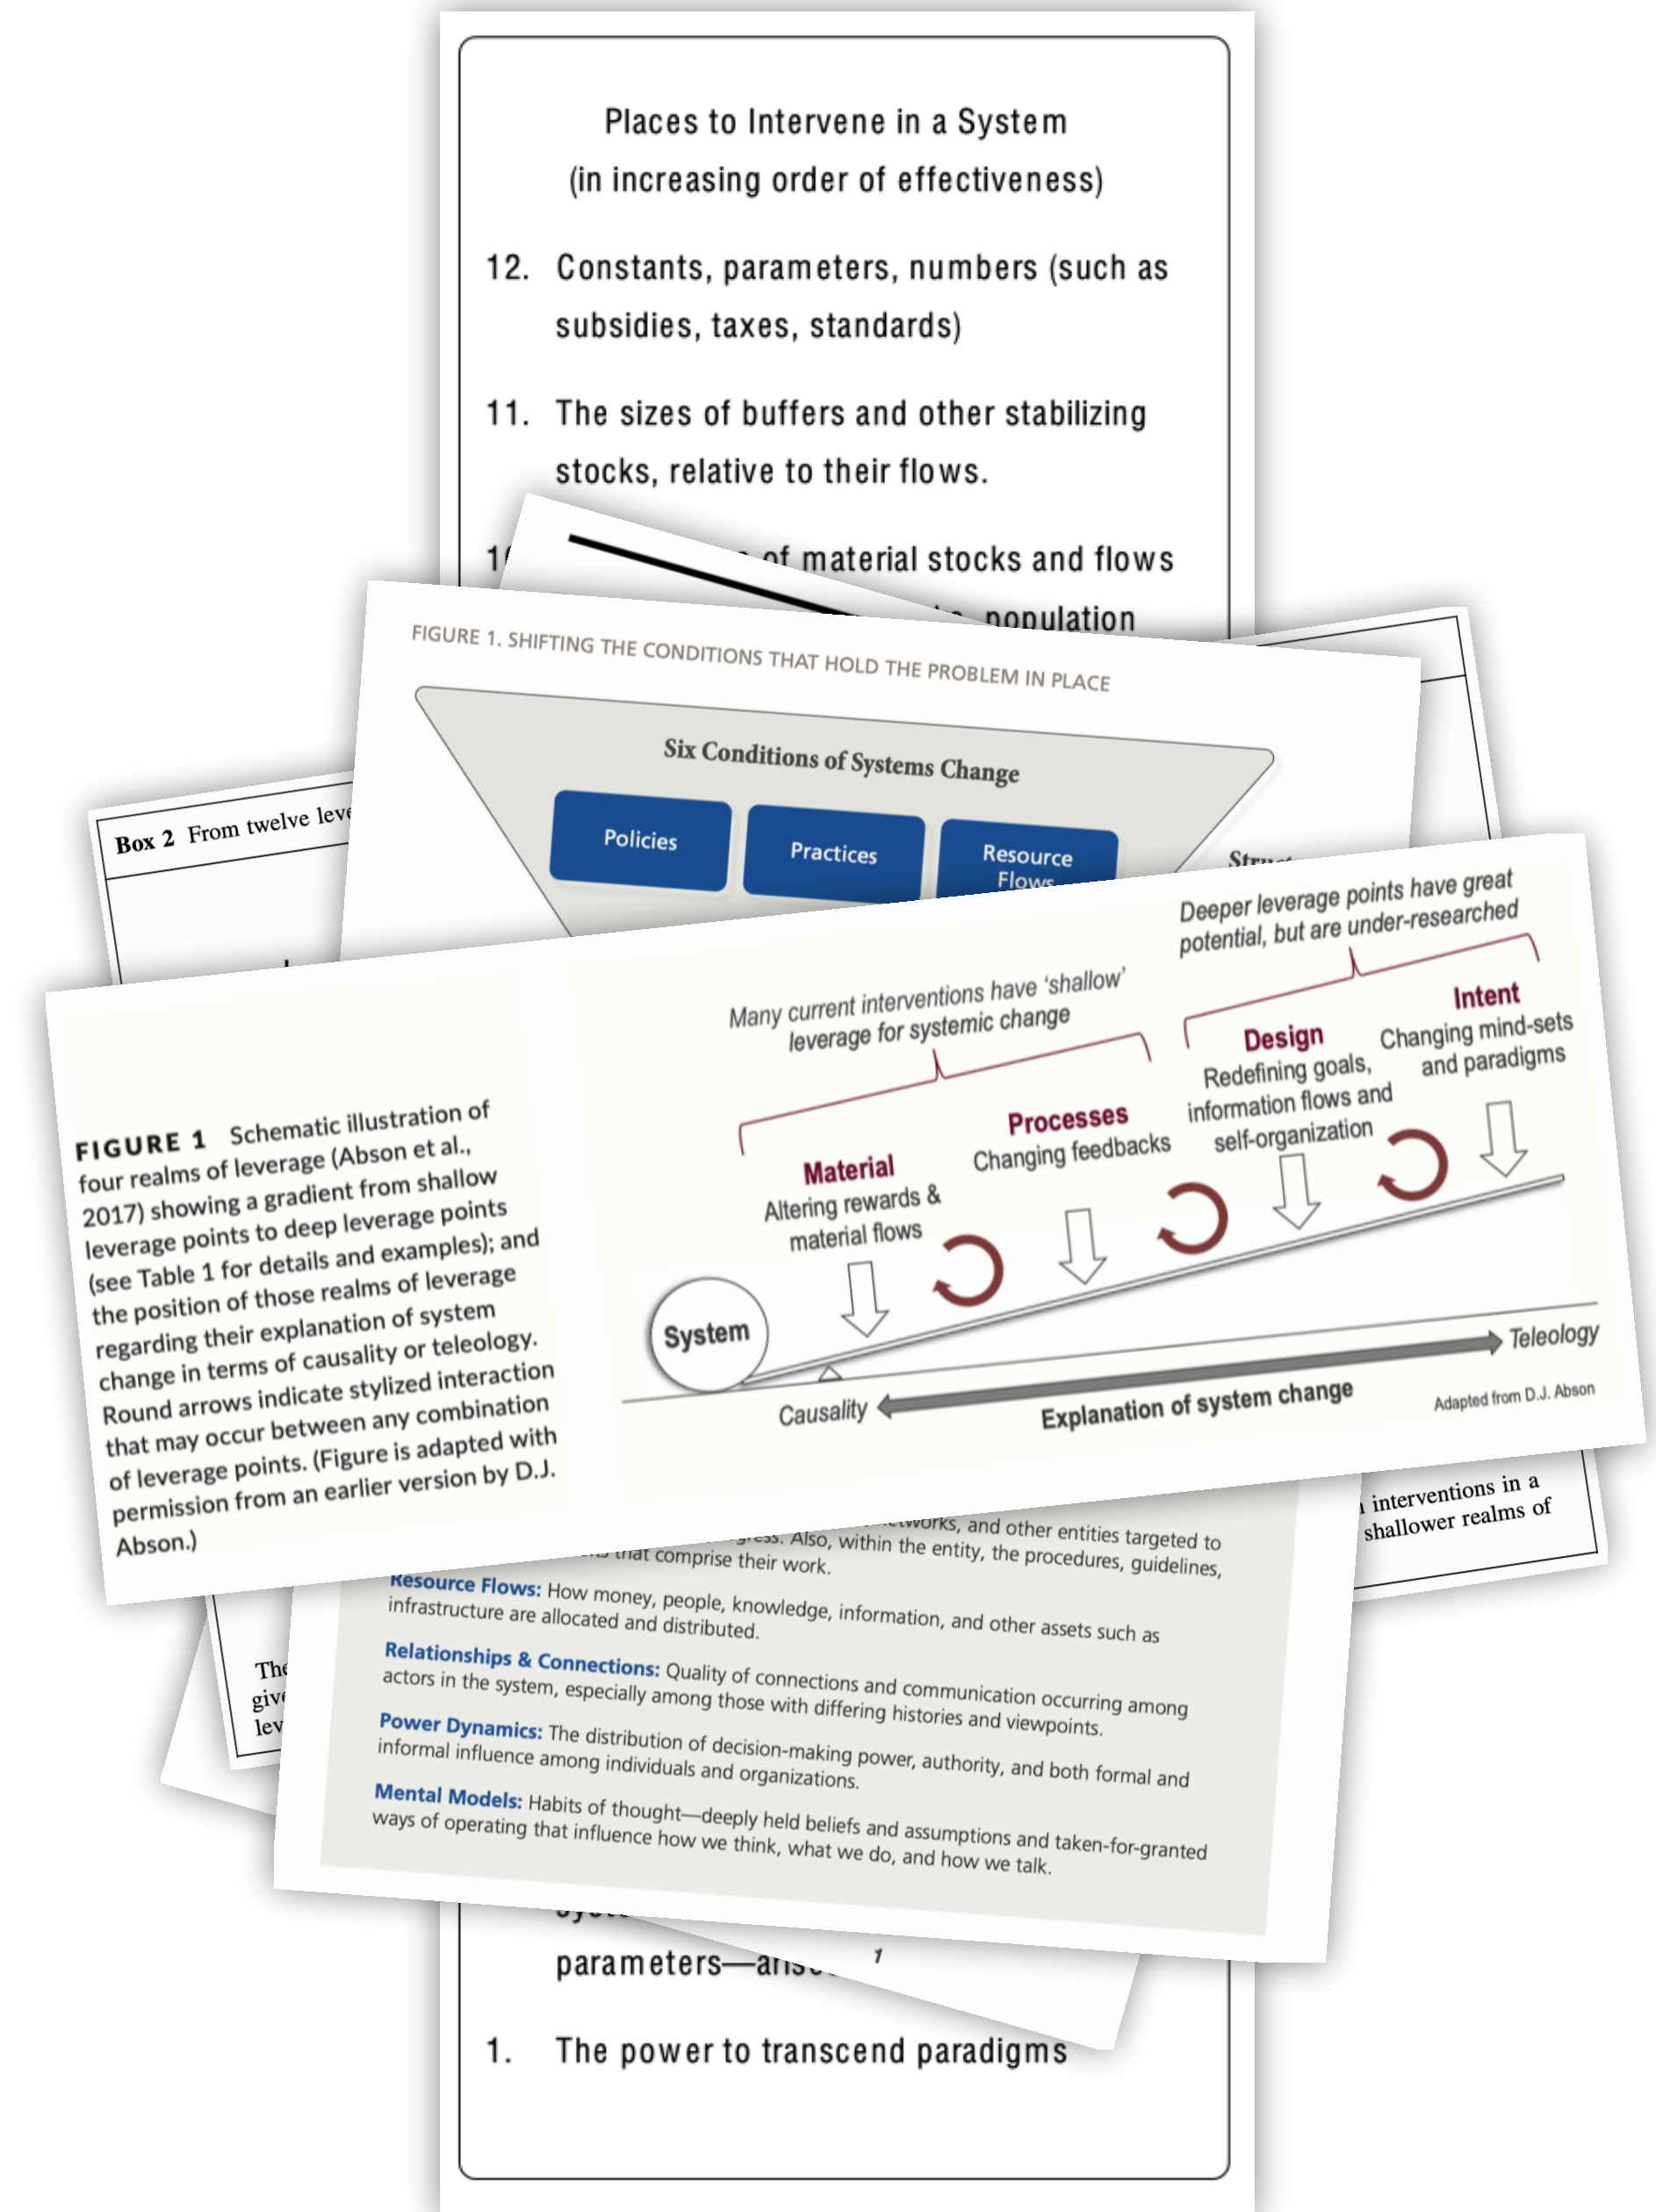 Places to Intervene in a System
(in increasing order of effectiveness)
12. Constants, parameters, numbers (such as
subsidies, taxes, standards)
11. The sizes of buffers and other stabilizing
stocks, relative to their flows.
of material stocks and flows
population
FIGURE 1. SHIFTING THE CONDITIONS THAT HOLD THE PROBLEM IN PLACE
Six Conditions of Systems Change
Policies
Practices
Resource
Flows
Box 2 From twelve
Deeper leverage points have great
potential, but are under-researched
Many current interventions have ‘shallow’
leverage for systemic change
Intent
Changing mind-sets
and paradigms
Design
Redefining goals,
information flows and
self-organization
Processes
Changing feedbacks
Material
Altering rewards &
material flows
System
Teleology
Causality
Explanation of system change
Adapted from D.J. Abson
FIGURE 1 Schematic illustration of
four realms of leverage (Abson et al.,
2017) showing a gradient from shallow
leverage points to deep leverage points
(see Table 1 for details and examples); and
the position of those realms of leverage
regarding their explanation of system
change in terms of causality or teleology.
Round arrows indicate stylized interaction
that may occur between any combination
of leverage points. (Figure is adapted with
permission from an earlier version by D.J.
Abson.)
interventions in a
shallower realms of
and other entities targeted to
Also, within the entity, the procedures, guidelines,
that comprise their work.
Resource Flows: How money, people, knowledge, information, and other assets such as
infrastructure are allocated and distributed.
Relationships & Connections: Quality of connections and communication occurring among
actors in the system, especially among those with differing histories and viewpoints.
Power Dynamics: The distribution of decision-making power, authority, and both formal and
informal influence among individuals and organizations.
Mental Models: Habits of thought—deeply held beliefs and assumptions and taken-for-granted
ways of operating that influence how we think, what we do, and how we talk.
The
parameters—
1
1. The power to transcend paradigms